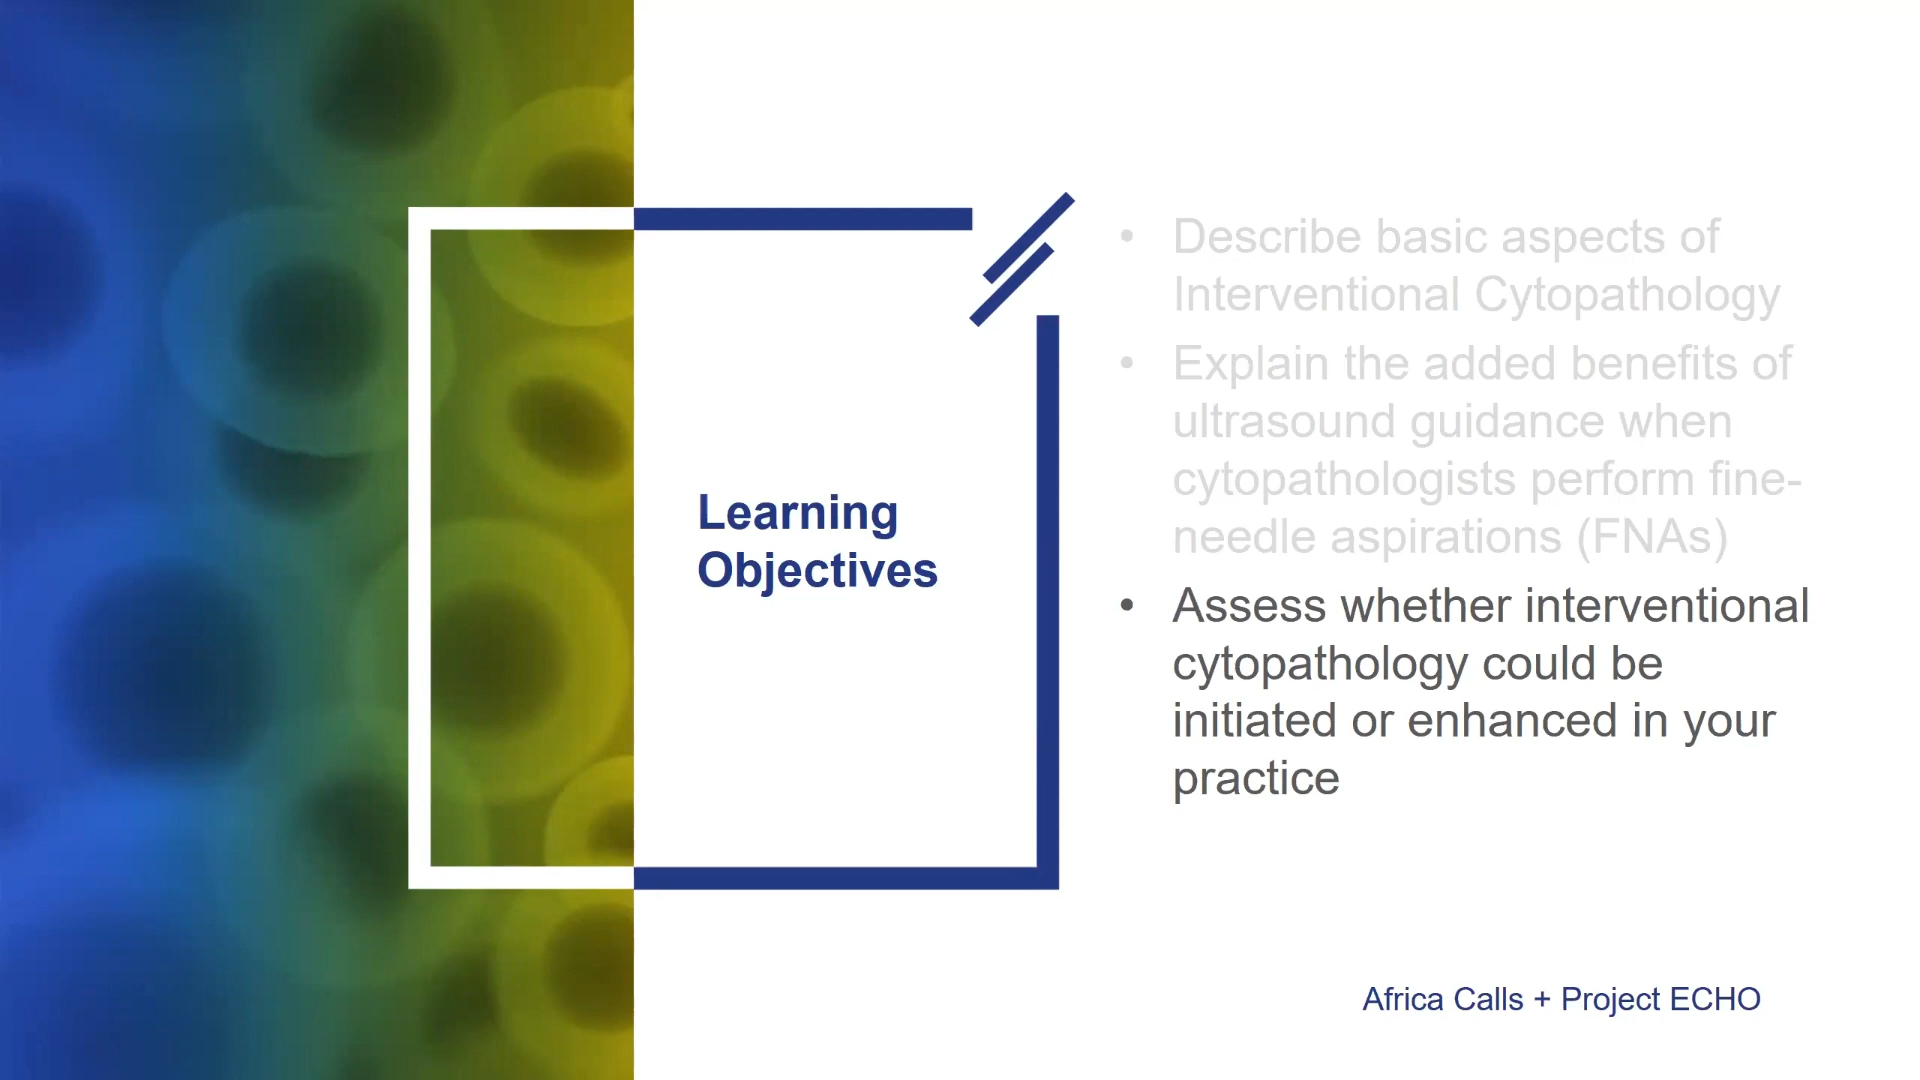 Learning
Objectives
• Describe basic aspects of
Interventional Cytopathology
• Explain the added benefits of
ultrasound guidance when
cytopathologists perform fine-
needle aspirations (FNAs)
• Assess whether interventional
cytopathology could be
initiated or enhanced in your
practice
Africa Calls + Project ECHO